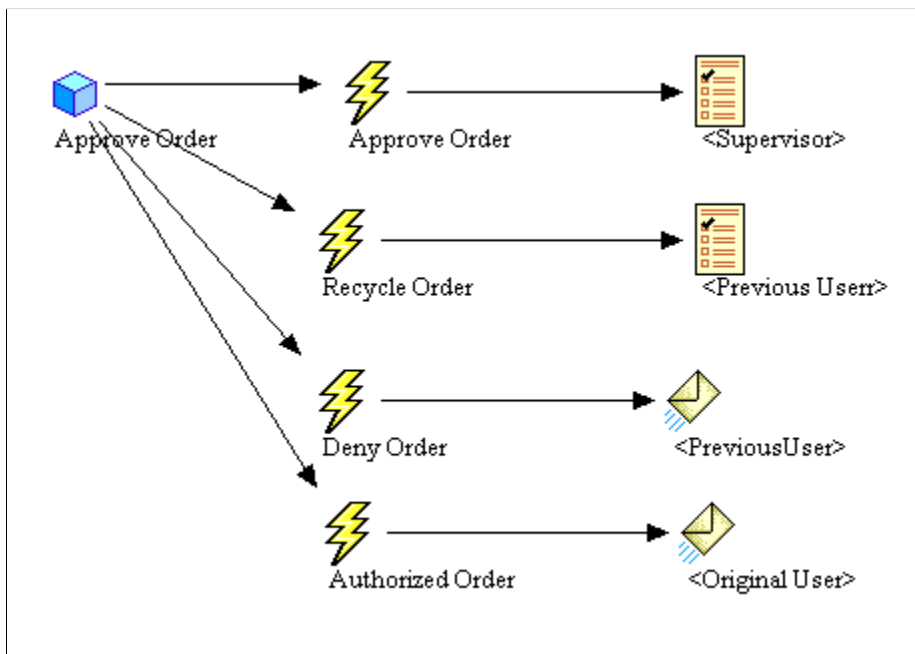 Approve Order
Approve Order
<Supervisor>
Recycle Order
<Previous Userr>
Deny Order
<PreviousUser>
Authorized Order
<Original User>